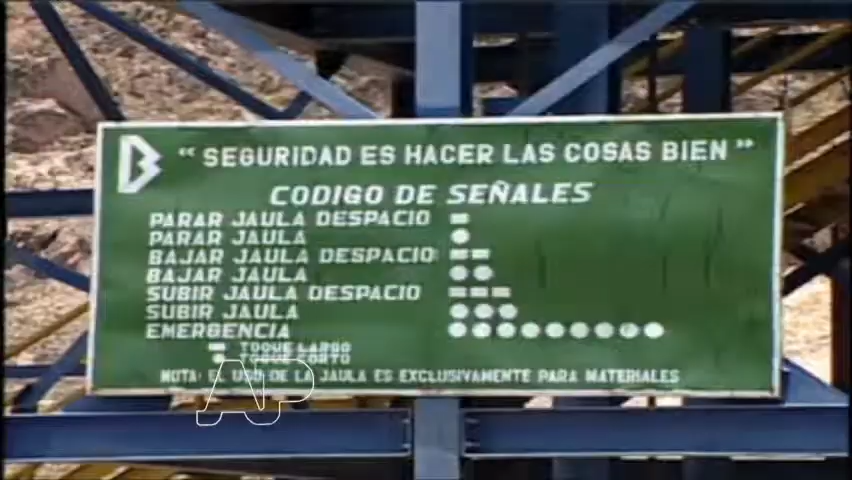 “ SEGURIDAD ES HACER LAS COSAS BIEN ”
CODIGO DE SEÑALES
PARAR JAULA DESPACIO
PARAR JAULA
BAJAR JAULA DESPACIO
BAJAR JAULA
SUBIR JAULA DESPACIO
SUBIR JAULA
EMERGENCIA
TOQUE LARGO
TOQUE CORTO
NOTA: EL USO DE LA JAULA ES EXCLUSIVAMENTE PARA MATERIALES
AP